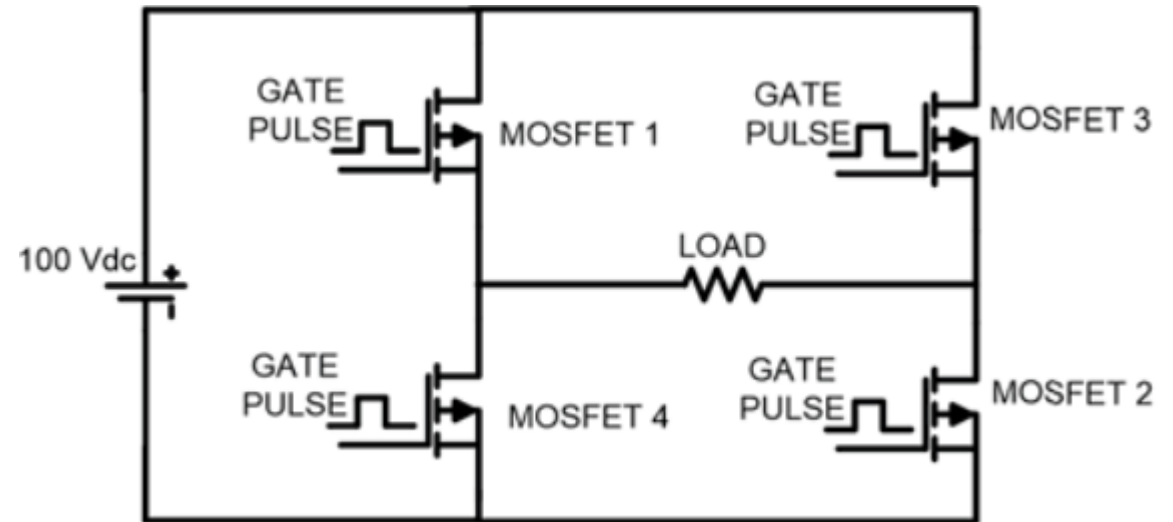 GATE
PULSE
MOSFET 1
GATE
PULSE
MOSFET 3
100 Vdc
+
LOAD
GATE
PULSE
MOSFET 4
GATE
PULSE
MOSFET 2